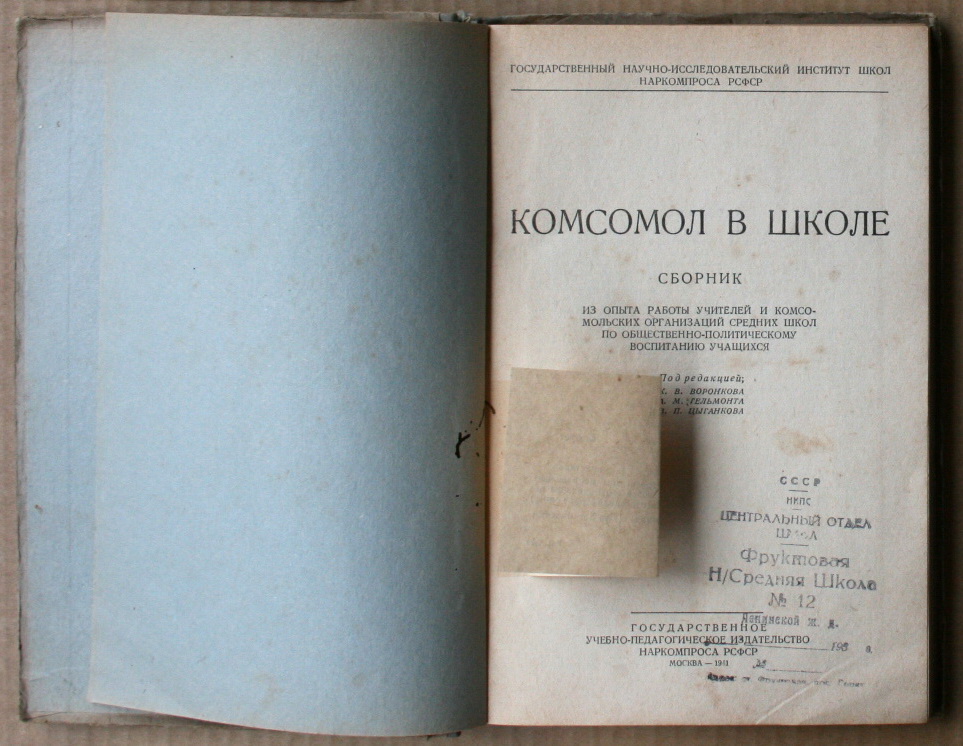 ГОСУДАРСТВЕННЫЙ НАУЧНО-ИССЛЕДОВАТЕЛЬСКИЙ ИНСТИТУТ ШКОЛ
НАРКОМПРОСА РСФСР
КОМСОМОЛ В ШКОЛЕ
СБОРНИК
ИЗ ОПЫТА РАБОТЫ УЧИТЕЛЕЙ И КОМСО-
МОЛЬСКИХ ОРГАНИЗАЦИЙ СРЕДНИХ ШКОЛ
ПО ОБЩЕСТВЕННО-ПОЛИТИЧЕСКОМУ
ВОСПИТАНИЮ УЧАЩИХСЯ
Под редакцией:
В. ВОРОНКОВА
М. ГЕЛЬМОНТА
П. ЦЫГАНКОВА
СССР
НКПС
ЦЕНТРАЛЬНЫЙ ОТДЕЛ
ШКОЛ
Фруктовая
Н/Средняя Школа
№ 12
Ленинской ж. д.
ГОСУДАРСТВЕННОЕ
УЧЕБНО-ПЕДАГОГИЧЕСКОЕ ИЗДАТЕЛЬСТВО
НАРКОМПРОСА РСФСР
МОСКВА — 1941
№